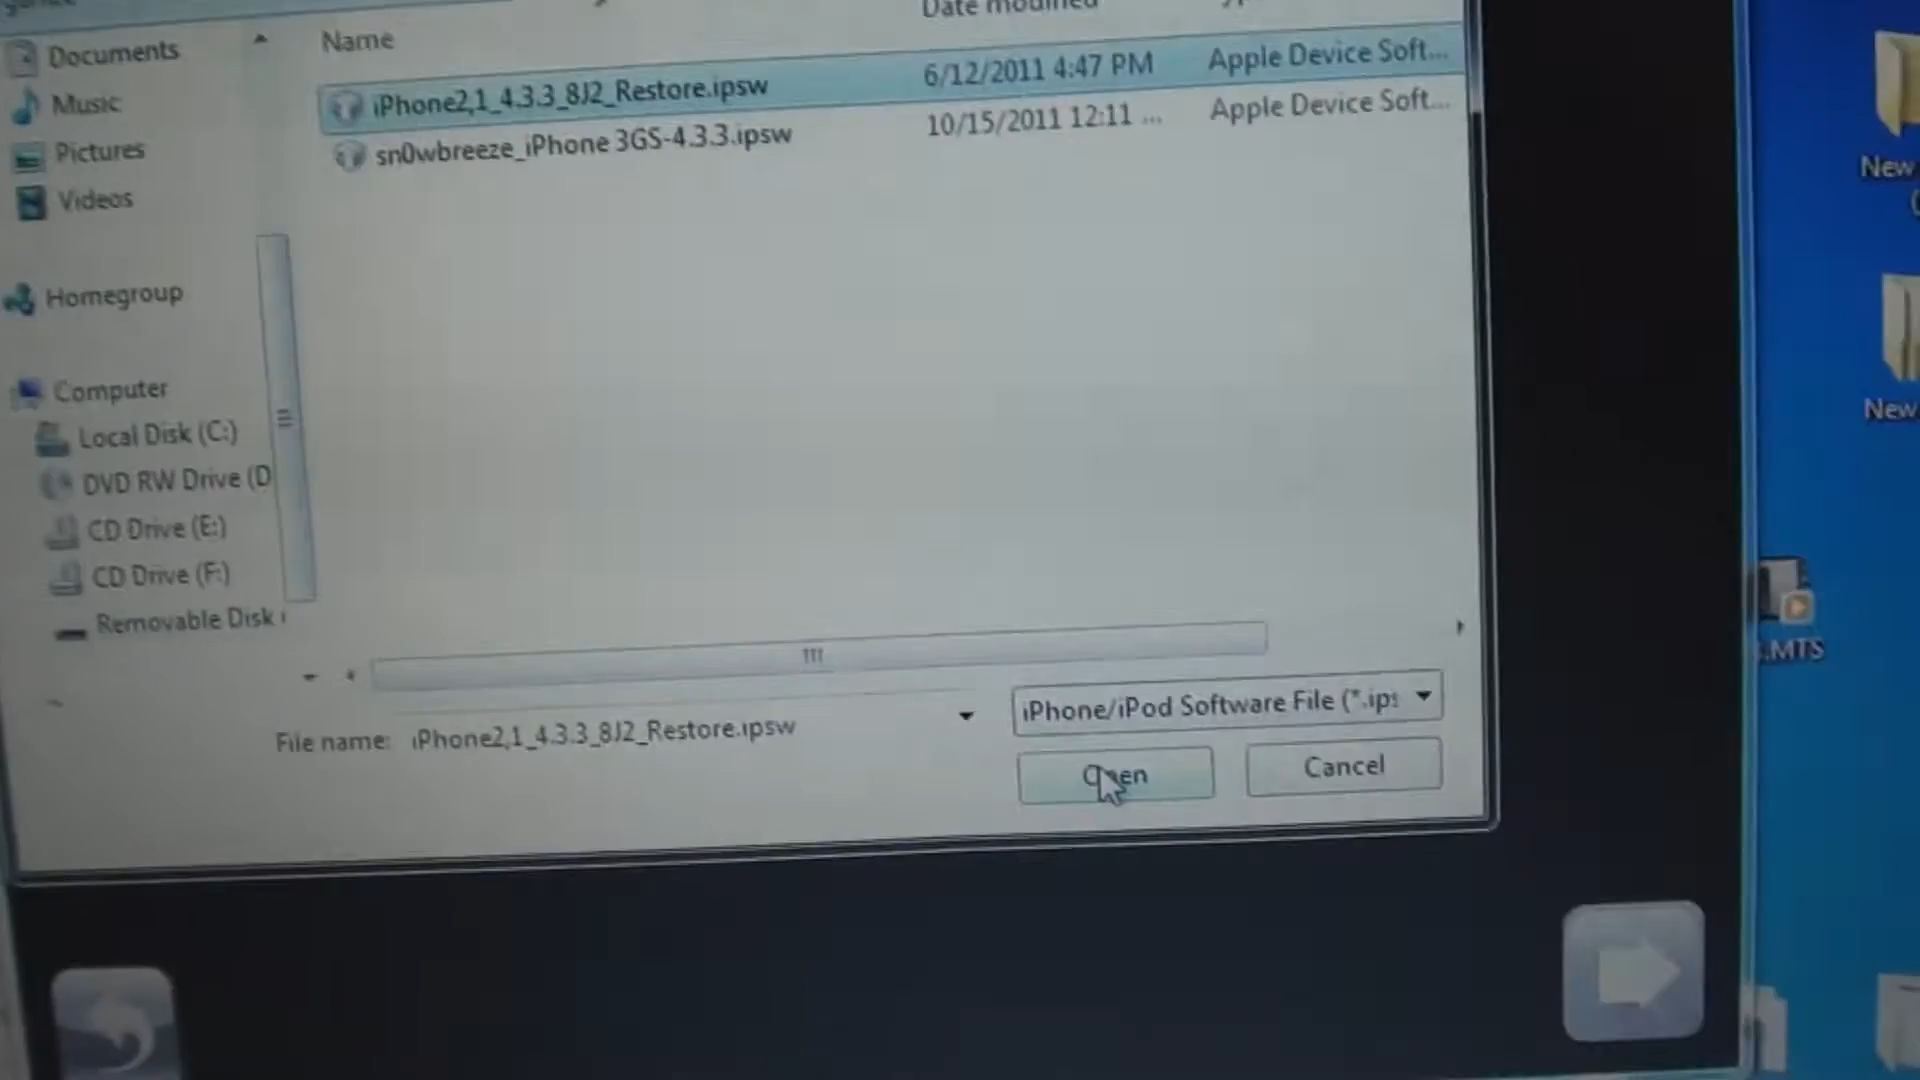 Date modified
Documents
Name
iPhone2,1_4.3.3_8J2_Restore.ipsw 6/12/2011 4:47 PM Apple Device Soft...
Music
sn0wbreeze_iPhone 3GS-4.3.3.ipsw 10/15/2011 12:11 ... Apple Device Soft...
Pictures
Videos
Homegroup
Computer
Local Disk (C:)
DVD RW Drive (D
CD Drive (E:)
CD Drive (F:)
Removable Disk
File name: iPhone2,1_4.3.3_8J2_Restore.ipsw
iPhone/iPod Software File (*.ips
Open
Cancel
New
New
.MTS